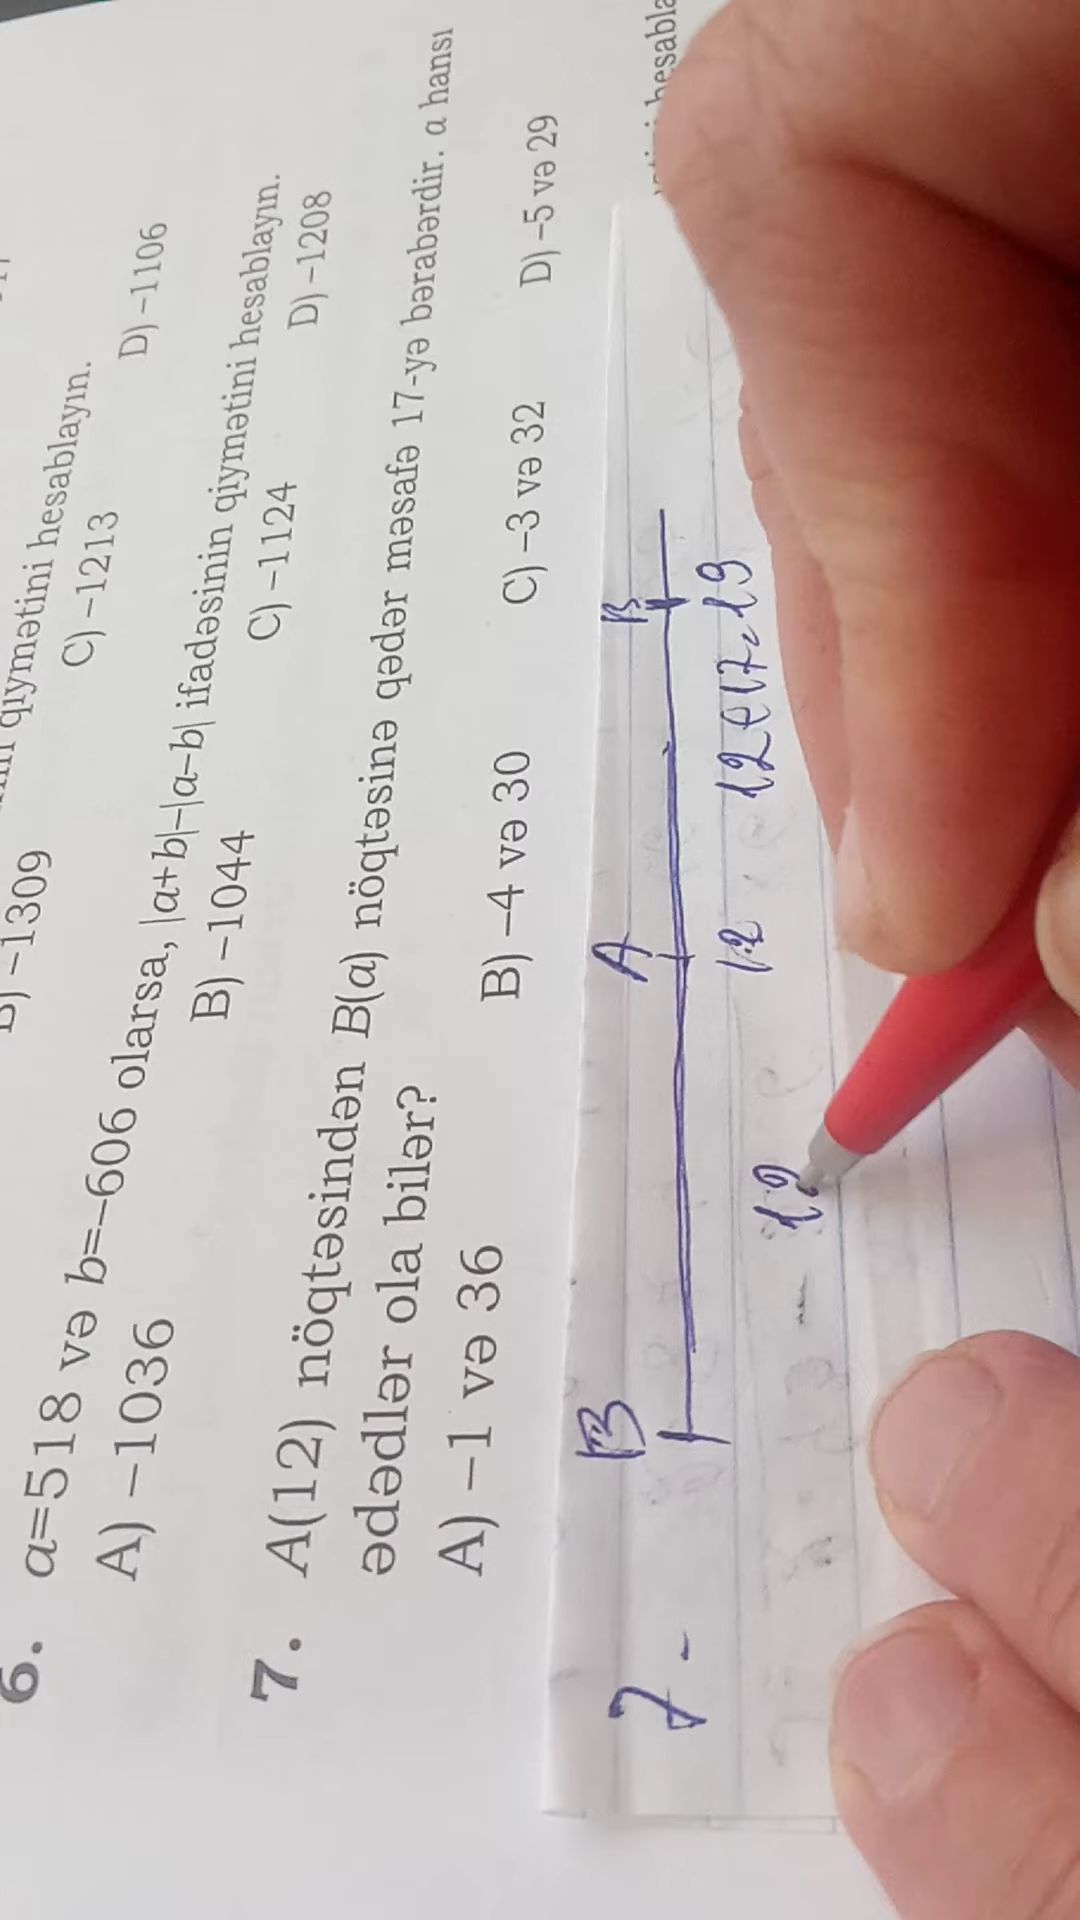 qiymətini hesablayın.
B) −1309 C) −1213 D) −1106
6. a=518 və b=−606 olarsa, |a+b|−|a−b| ifadəsinin qiymətini hesablayın.
A) −1036 B) −1044 C) −1124 D) −1208
7. A(12) nöqtəsindən B(a) nöqtəsinə qədər məsafə 17-yə bərabərdir. a hansı
ədədlər ola bilər?
A) −1 və 36 B) −4 və 30 C) −3 və 32 D) −5 və 29
7 - B A B
12 12+17=19
12